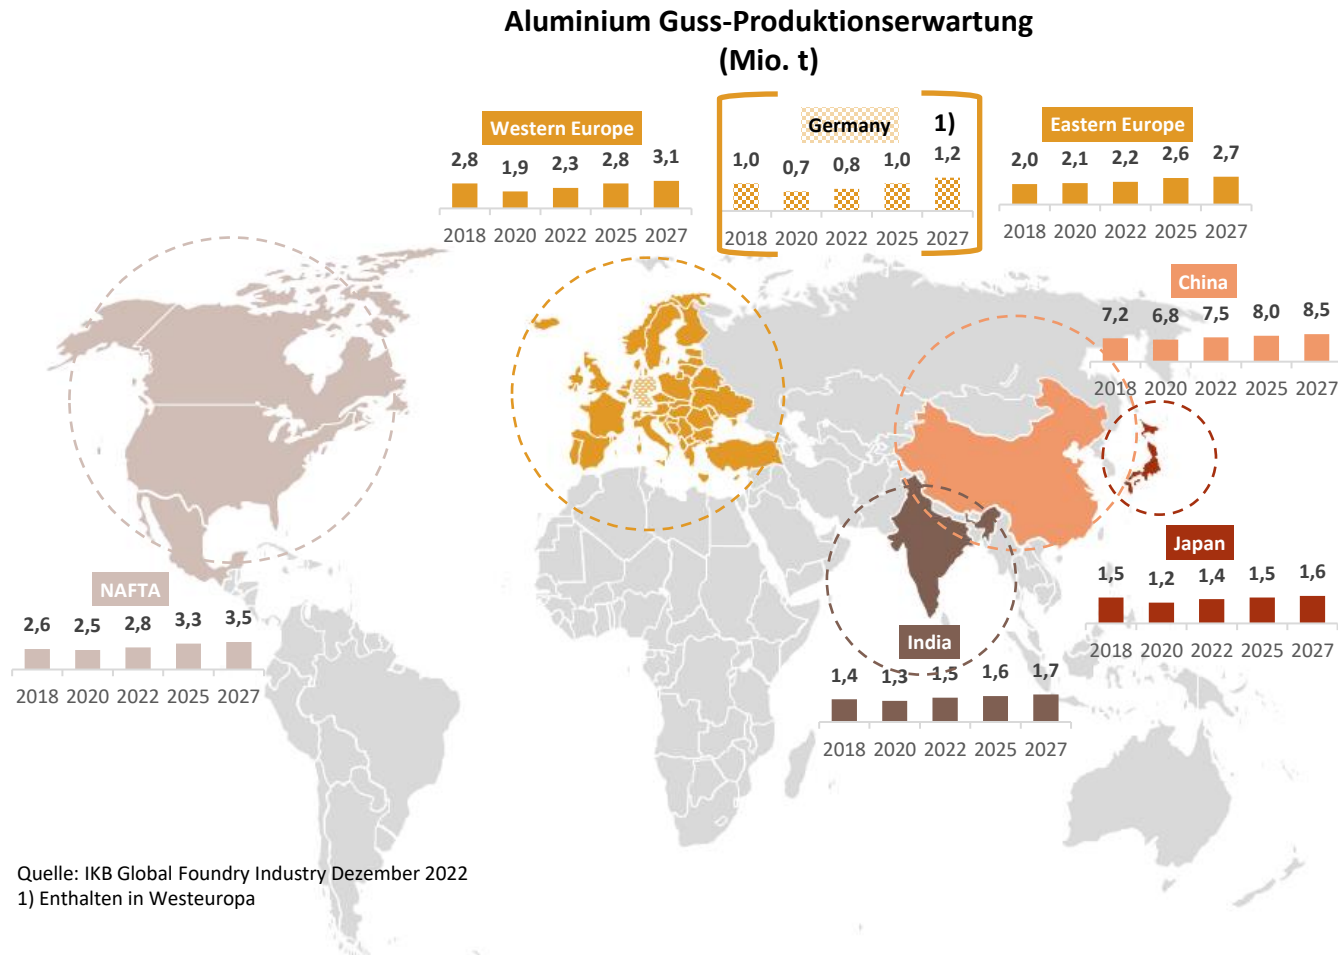 Aluminium Guss-Produktionserwartung
(Mio. t)
Western Europe
2,8 1,9 2,3 2,8 3,1
2018 2020 2022 2025 2027
Germany 1)
1,0 0,7 0,8 1,0 1,2
2018 2020 2022 2025 2027
Eastern Europe
2,0 2,1 2,2 2,6 2,7
2018 2020 2022 2025 2027
China
7,2 6,8 7,5 8,0 8,5
2018 2020 2022 2025 2027
Japan
1,5 1,2 1,4 1,5 1,6
2018 2020 2022 2025 2027
NAFTA
2,6 2,5 2,8 3,3 3,5
2018 2020 2022 2025 2027
India
1,4 1,3 1,5 1,6 1,7
2018 2020 2022 2025 2027
Quelle: IKB Global Foundry Industry Dezember 2022
1) Enthalten in Westeuropa